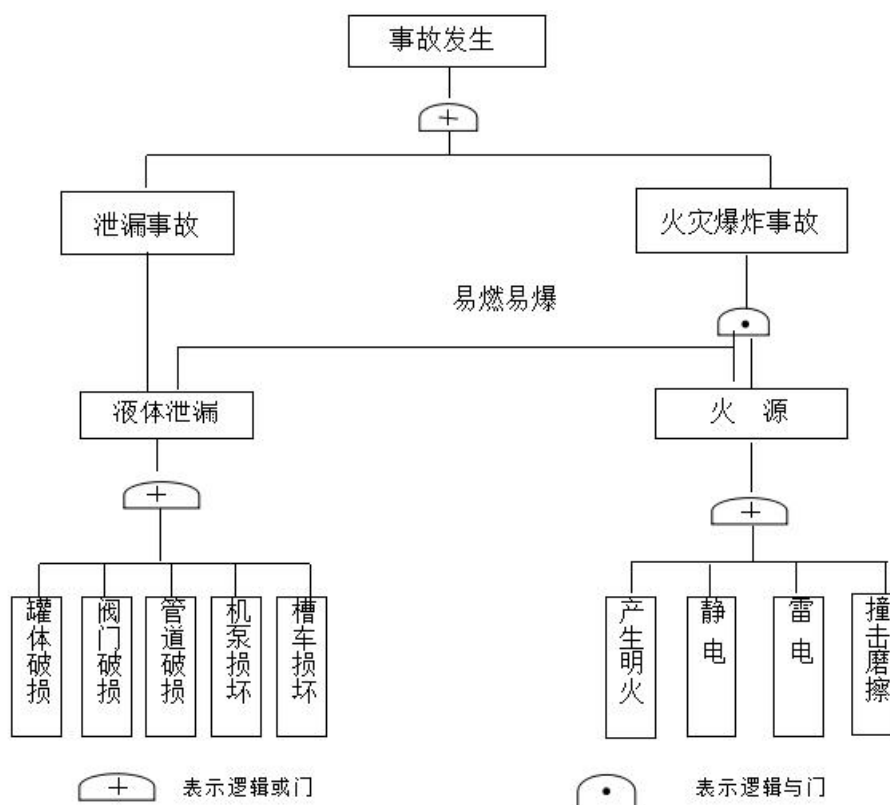 事故发生
泄漏事故
火灾爆炸事故
易燃易爆
液体泄漏
火 源
罐体破损
阀门破损
管道破损
机泵损坏
槽车损坏
产生明火
静电
雷电
撞击磨擦
表示逻辑或门
表示逻辑与门